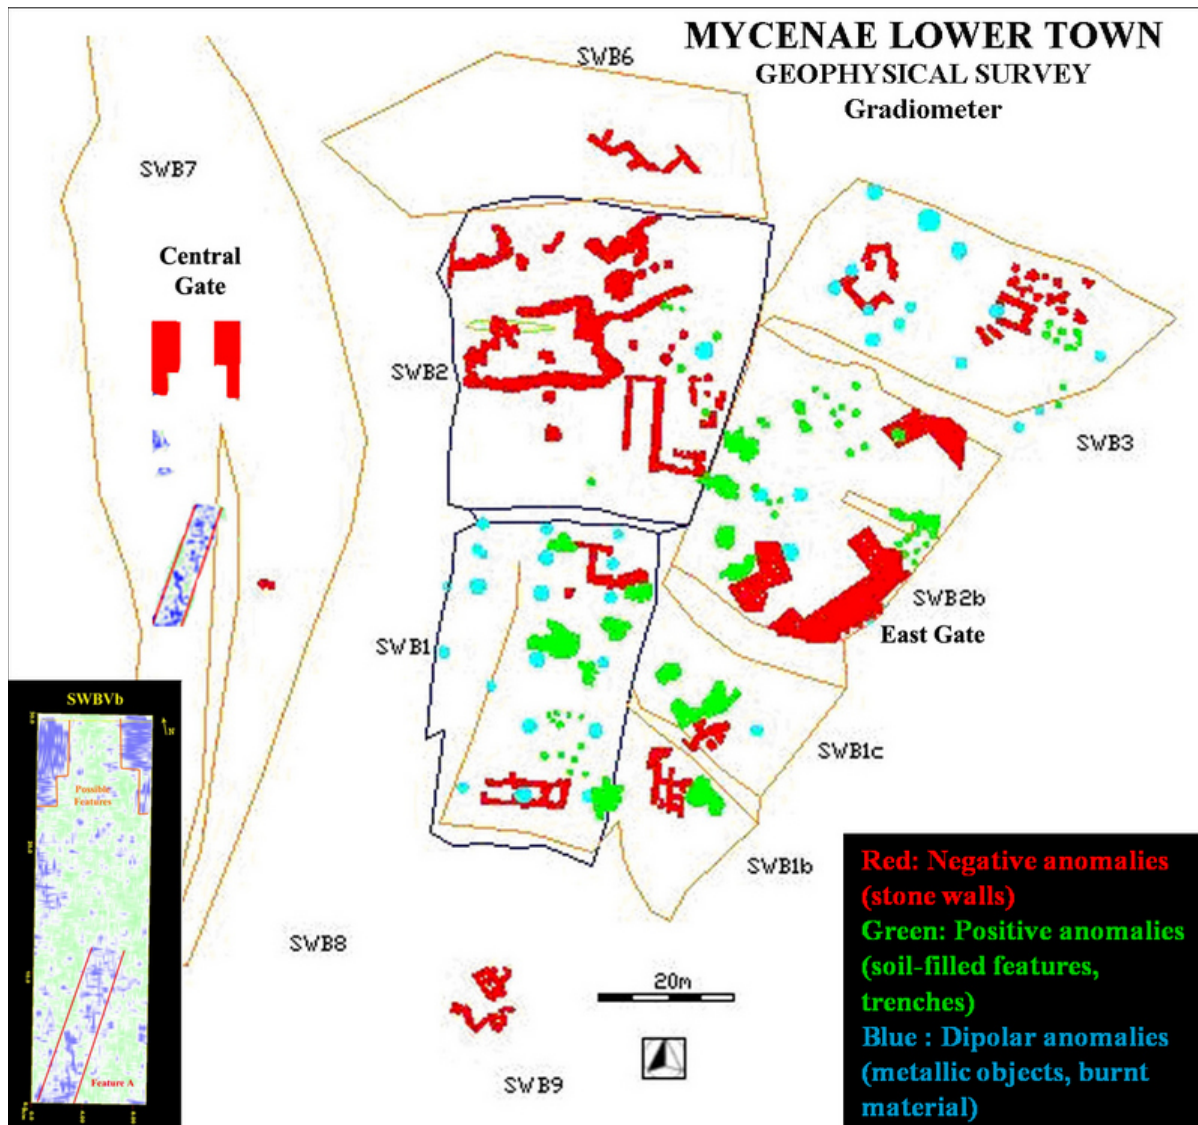 MYCENAE LOWER TOWN
GEOPHYSICAL SURVEY
Gradiometer
SWB6
SWB7
Central
Gate
SWB2
SWB3
SWB2b
East Gate
SWB1
SWB1c
SWB1b
SWB8
20m
SWB9
SWBVb
N
Possible
Features
Feature A
Red: Negative anomalies
(stone walls)
Green: Positive anomalies
(soil-filled features,
trenches)
Blue : Dipolar anomalies
(metallic objects, burnt
material)